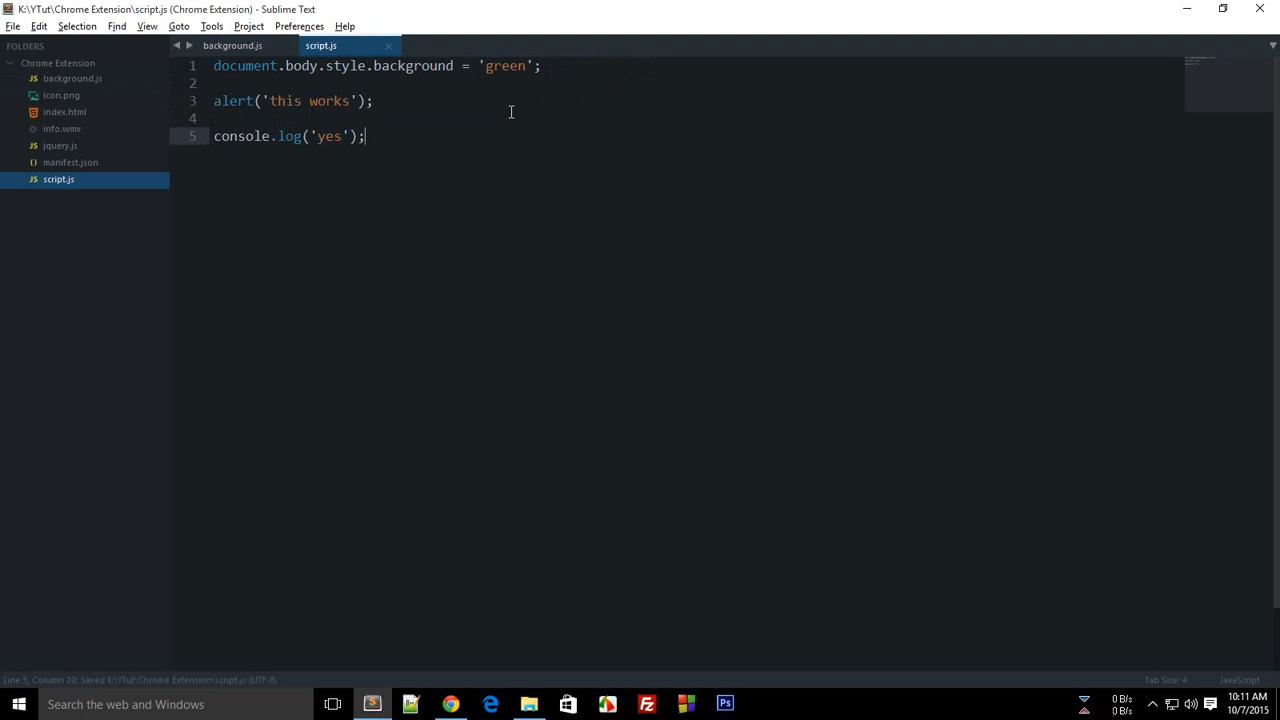 K:\YTut\Chrome Extension\script.js (Chrome Extension) - Sublime Text
File Edit Selection Find View Goto Tools Project Preferences Help
FOLDERS
Chrome Extension
JS background.js
icon.png
index.html
info.wmv
JS jquery.js
manifest.json
JS script.js
background.js script.js
1 document.body.style.background = 'green';
2
3 alert('this works');
4
5 console.log('yes');
Line 5, Column 20; Saved K:\YTut\Chrome Extension\script.js (UTF-8)
Tab Size: 4 JavaScript
Search the web and Windows
Ps
0 B/s
0 B/s
10:11 AM
10/7/2015